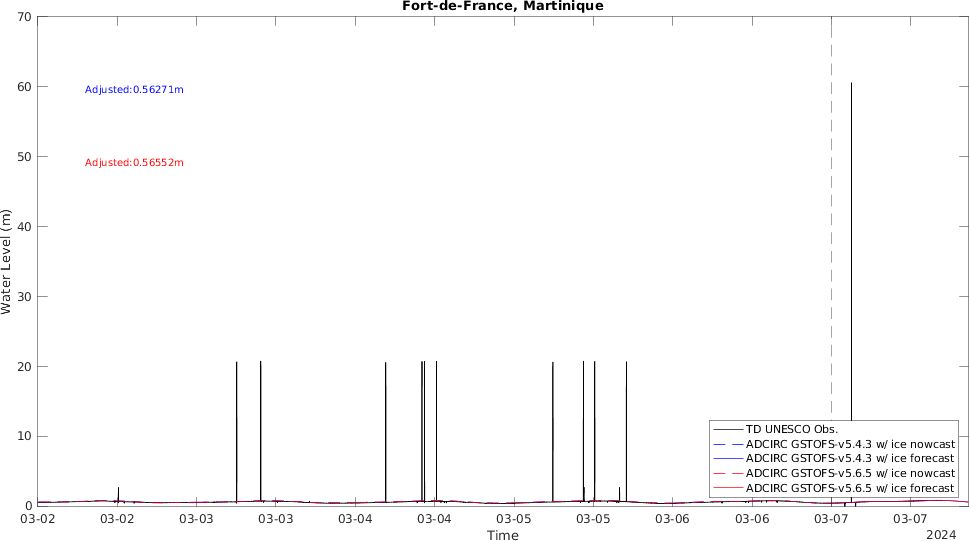 Fort-de-France, Martinique
70
60
50
40
30
20
10
0
Water Level (m)
Adjusted:0.56271m
Adjusted:0.56552m
TD UNESCO Obs.
ADCIRC GSTOFS-v5.4.3 w/ ice nowcast
ADCIRC GSTOFS-v5.4.3 w/ ice forecast
ADCIRC GSTOFS-v5.6.5 w/ ice nowcast
ADCIRC GSTOFS-v5.6.5 w/ ice forecast
03-02 03-02 03-03 03-03 03-04 03-04 03-05 03-05 03-06 03-06 03-07 03-07
Time
2024